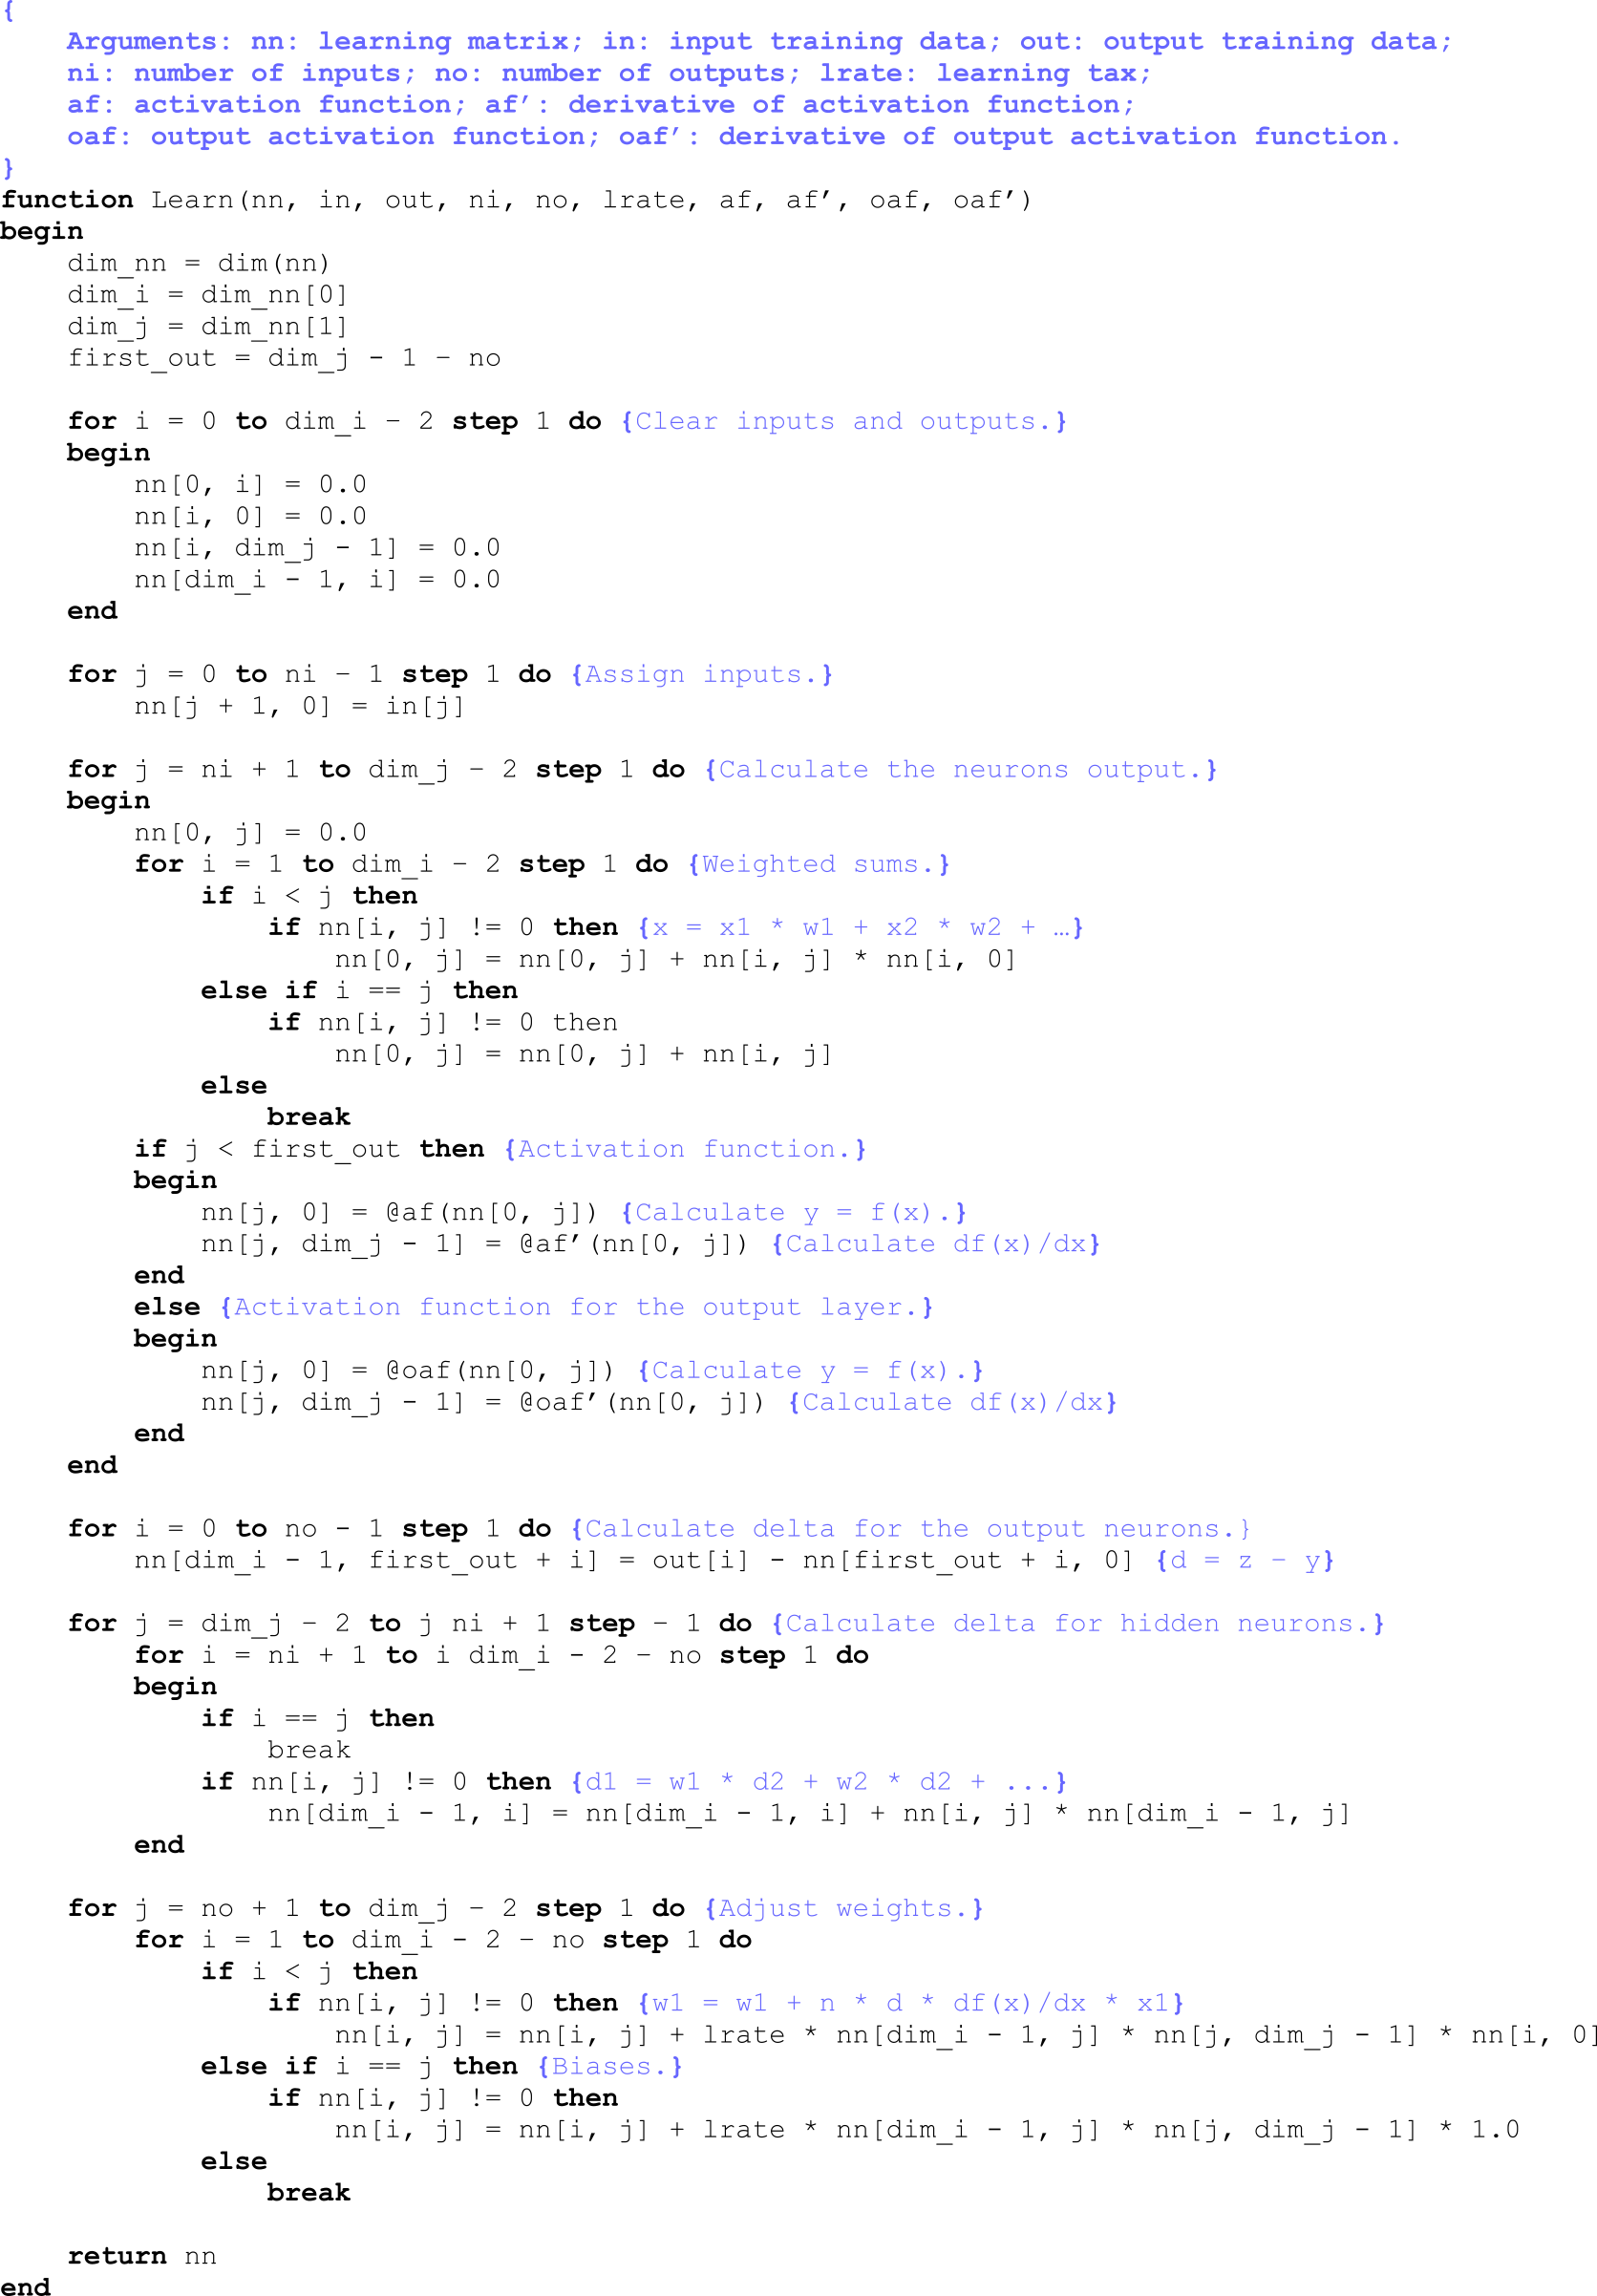 {
    Arguments: nn: learning matrix; in: input training data; out: output training data;
    ni: number of inputs; no: number of outputs; lrate: learning tax;
    af: activation function; af’: derivative of activation function;
    oaf: output activation function; oaf’: derivative of output activation function.
}
function Learn(nn, in, out, ni, no, lrate, af, af’, oaf, oaf’)
begin
    dim_nn = dim(nn)
    dim_i = dim_nn[0]
    dim_j = dim_nn[1]
    first_out = dim_j - 1 – no

    for i = 0 to dim_i – 2 step 1 do {Clear inputs and outputs.}
    begin
        nn[0, i] = 0.0
        nn[i, 0] = 0.0
        nn[i, dim_j - 1] = 0.0
        nn[dim_i - 1, i] = 0.0
    end

    for j = 0 to ni – 1 step 1 do {Assign inputs.}
        nn[j + 1, 0] = in[j]

    for j = ni + 1 to dim_j – 2 step 1 do {Calculate the neurons output.}
    begin
        nn[0, j] = 0.0
        for i = 1 to dim_i – 2 step 1 do {Weighted sums.}
            if i < j then
                if nn[i, j] != 0 then {x = x1 * w1 + x2 * w2 + …}
                    nn[0, j] = nn[0, j] + nn[i, j] * nn[i, 0]
            else if i == j then
                if nn[i, j] != 0 then
                    nn[0, j] = nn[0, j] + nn[i, j]
            else
                break
        if j < first_out then {Activation function.}
        begin
            nn[j, 0] = @af(nn[0, j]) {Calculate y = f(x).}
            nn[j, dim_j - 1] = @af’(nn[0, j]) {Calculate df(x)/dx}
        end
        else {Activation function for the output layer.}
        begin
            nn[j, 0] = @oaf(nn[0, j]) {Calculate y = f(x).}
            nn[j, dim_j - 1] = @oaf’(nn[0, j]) {Calculate df(x)/dx}
        end
    end

    for i = 0 to no - 1 step 1 do {Calculate delta for the output neurons.}
        nn[dim_i - 1, first_out + i] = out[i] - nn[first_out + i, 0] {d = z – y}

    for j = dim_j – 2 to j ni + 1 step – 1 do {Calculate delta for hidden neurons.}
        for i = ni + 1 to i dim_i - 2 – no step 1 do
        begin
            if i == j then
                break
            if nn[i, j] != 0 then {d1 = w1 * d2 + w2 * d2 + ...}
                nn[dim_i - 1, i] = nn[dim_i - 1, i] + nn[i, j] * nn[dim_i - 1, j]
        end

    for j = no + 1 to dim_j – 2 step 1 do {Adjust weights.}
        for i = 1 to dim_i - 2 – no step 1 do
            if i < j then
                if nn[i, j] != 0 then {w1 = w1 + n * d * df(x)/dx * x1}
                    nn[i, j] = nn[i, j] + lrate * nn[dim_i - 1, j] * nn[j, dim_j - 1] * nn[i, 0]
            else if i == j then {Biases.}
                if nn[i, j] != 0 then
                    nn[i, j] = nn[i, j] + lrate * nn[dim_i - 1, j] * nn[j, dim_j - 1] * 1.0
            else
                break

    return nn
end